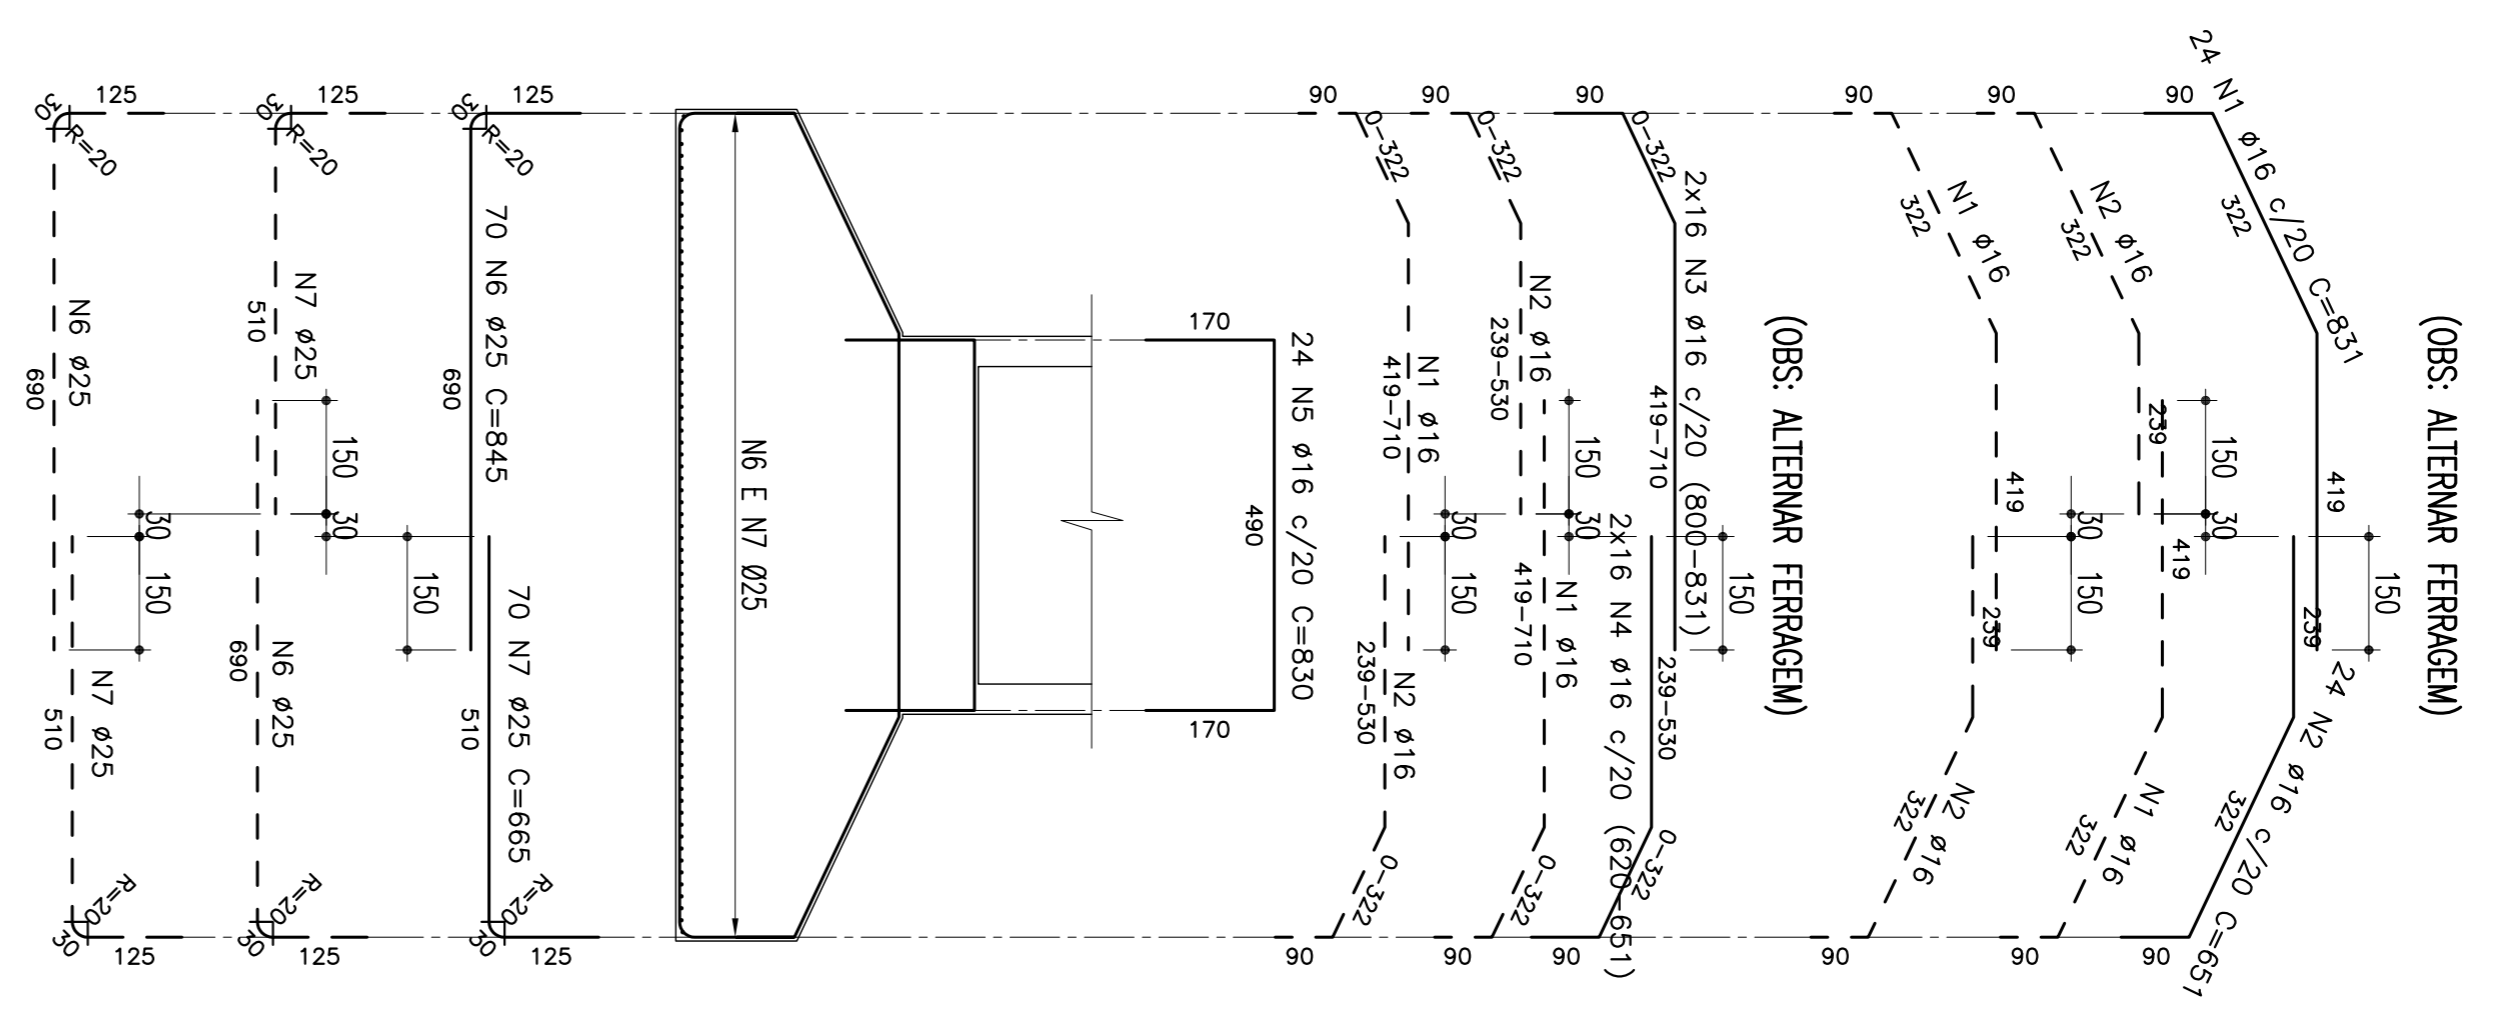 (OBS: ALTERNAR FERRAGEM)
24 N1 ø16 c/20 C=831
90
322
419
150
239
24 N2 ø16 c/20 C=651
322
90
90
N2 ø16
322
239
150
30
419
N1 ø16
322
90
90
N1 ø16
322
419
30
150
239
N2 ø16
322
90
(OBS: ALTERNAR FERRAGEM)
2x16 N3 ø16 c/20 (800-831)
90
0-322
419-710
150
2x16 N4 ø16 c/20 (620-651)
239-530
0-322
90
90
0-322
N2 ø16
239-530
150
30
N1 ø16
419-710
0-322
90
90
0-322
N1 ø16
419-710
30
150
N2 ø16
239-530
0-322
90
24 N5 ø16 c/20 C=830
170
490
170
N6 E N7 Ø25
125
30
R=20
70 N6 ø25 C=845
690
150
70 N7 ø25 C=665
510
R=20
30
125
125
30
R=20
N7 ø25
510
150
30
N6 ø25
690
R=20
30
125
125
30
R=20
N6 ø25
690
30
150
N7 ø25
510
R=20
30
125